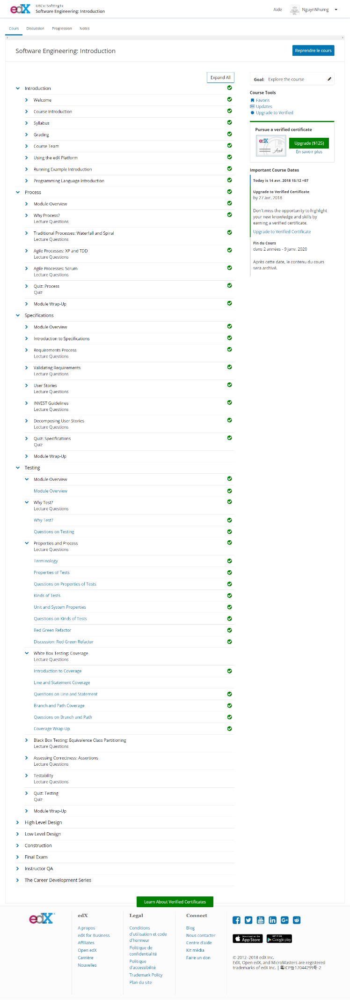 edX
UBCx: SoftEng1x
Software Engineering: Introduction
Aide
NguynNhumg
Cours
Discussion
Progression
Notes
Software Engineering: Introduction
Reprendre le cours
Expand All
Introduction
Welcome
Course Introduction
Syllabus
Grading
Course Team
Using the edX Platform
Running Example Introduction
Programming Language Introduction
Process
Module Overview
Why Process?
Lecture Questions
Traditional Processes: Waterfall and Spiral
Lecture Questions
Agile Processes: XP and TDD
Lecture Questions
Agile Processes: Scrum
Lecture Questions
Quiz: Process
Quiz
Module Wrap-Up
Specifications
Module Overview
Introduction to Specifications
Requirements Process
Lecture Questions
Validating Requirements
Lecture Questions
User Stories
Lecture Questions
INVEST Guidelines
Lecture Questions
Decomposing User Stories
Lecture Questions
Quiz: Specifications
Quiz
Module Wrap-Up
Testing
Module Overview
Module Overview
Why Test?
Lecture Questions
Why Test?
Questions on Testing
Properties and Process
Lecture Questions
Terminology
Properties of Tests
Questions on Properties of Tests
Kinds of Tests
Unit and System Properties
Questions on Kinds of Tests
Red Green Refactor
Discussion: Red Green Refactor
White Box Testing: Coverage
Lecture Questions
Introduction to Coverage
Line and Statement Coverage
Questions on Line and Statement
Branch and Path Coverage
Questions on Branch and Path
Coverage Wrap-Up
Black Box Testing: Equivalence Class Partitioning
Lecture Questions
Assessing Correctness: Assertions
Lecture Questions
Testability
Lecture Questions
Quiz: Testing
Quiz
Module Wrap-Up
High Level Design
Low Level Design
Construction
Final Exam
Instructor QA
The Career Development Series
Goal: Explore the course
Course Tools
Favoris
Updates
Upgrade to Verified
Pursue a verified certificate
edX
Upgrade ($125)
En savoir plus
Important Course Dates
Today is 14 avr. 2018 15:12 +07
Upgrade to Verified Certificate
by 27 avr. 2018
Don't miss the opportunity to highlight
your new knowledge and skills by
earning a verified certificate.
Upgrade to Verified Certificate
Fin du Cours
dans 2 années - 9 janv. 2020
Après cette date, le contenu du cours
sera archivé.
Learn About Verified Certificates
edX
edX
A propos
edX for Business
Affiliates
Open edX
Carrière
Nouvelles
Legal
Conditions
d'utilisation et code
d'honneur
Politique de
confidentialité
Politique
d'accessibilité
Trademark Policy
Plan du site
Connect
Blog
Nous contacter
Centre d'aide
Kit média
Faire un don
Download on the
App Store
GET IT ON
Google play
© 2012–2018 edX Inc.
EdX, Open edX, and MicroMasters are registered
trademarks of edX Inc. | 粤ICP备17044299号-2